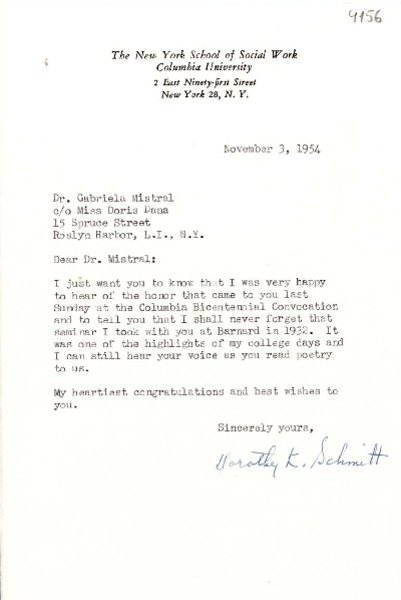 4156
The New York School of Social Work
Columbia University
2 East Ninety-first Street
New York 28, N. Y.
November 3, 1954
Dr. Gabriela Mistral
c/o Miss Doris Dana
15 Spruce Street
Roslyn Harbor, L.I., N.Y.
Dear Dr. Mistral:
I just want you to know that I was very happy
to hear of the honor that came to you last
Sunday at the Columbia Bicentennial Convocation
and to tell you that I shall never forget that
seminar I took with you at Barnard in 1932. It
was one of the highlights of my college days and
I can still hear your voice as you read poetry
to us.
My heartiest congratulations and best wishes to
you.
Sincerely yours,
Dorothy K. Schmitt